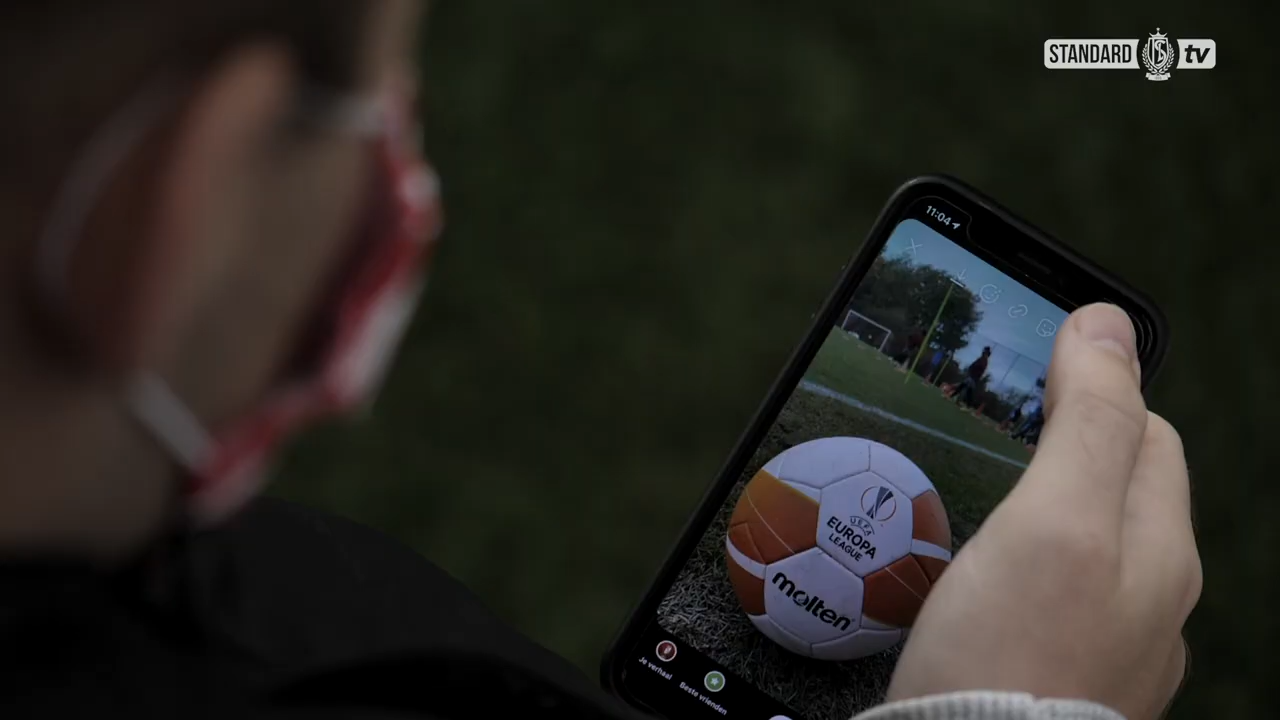 STANDARD tv
11:04
UEFA
EUROPA
LEAGUE
molten
Je verhaal
Beste vrienden